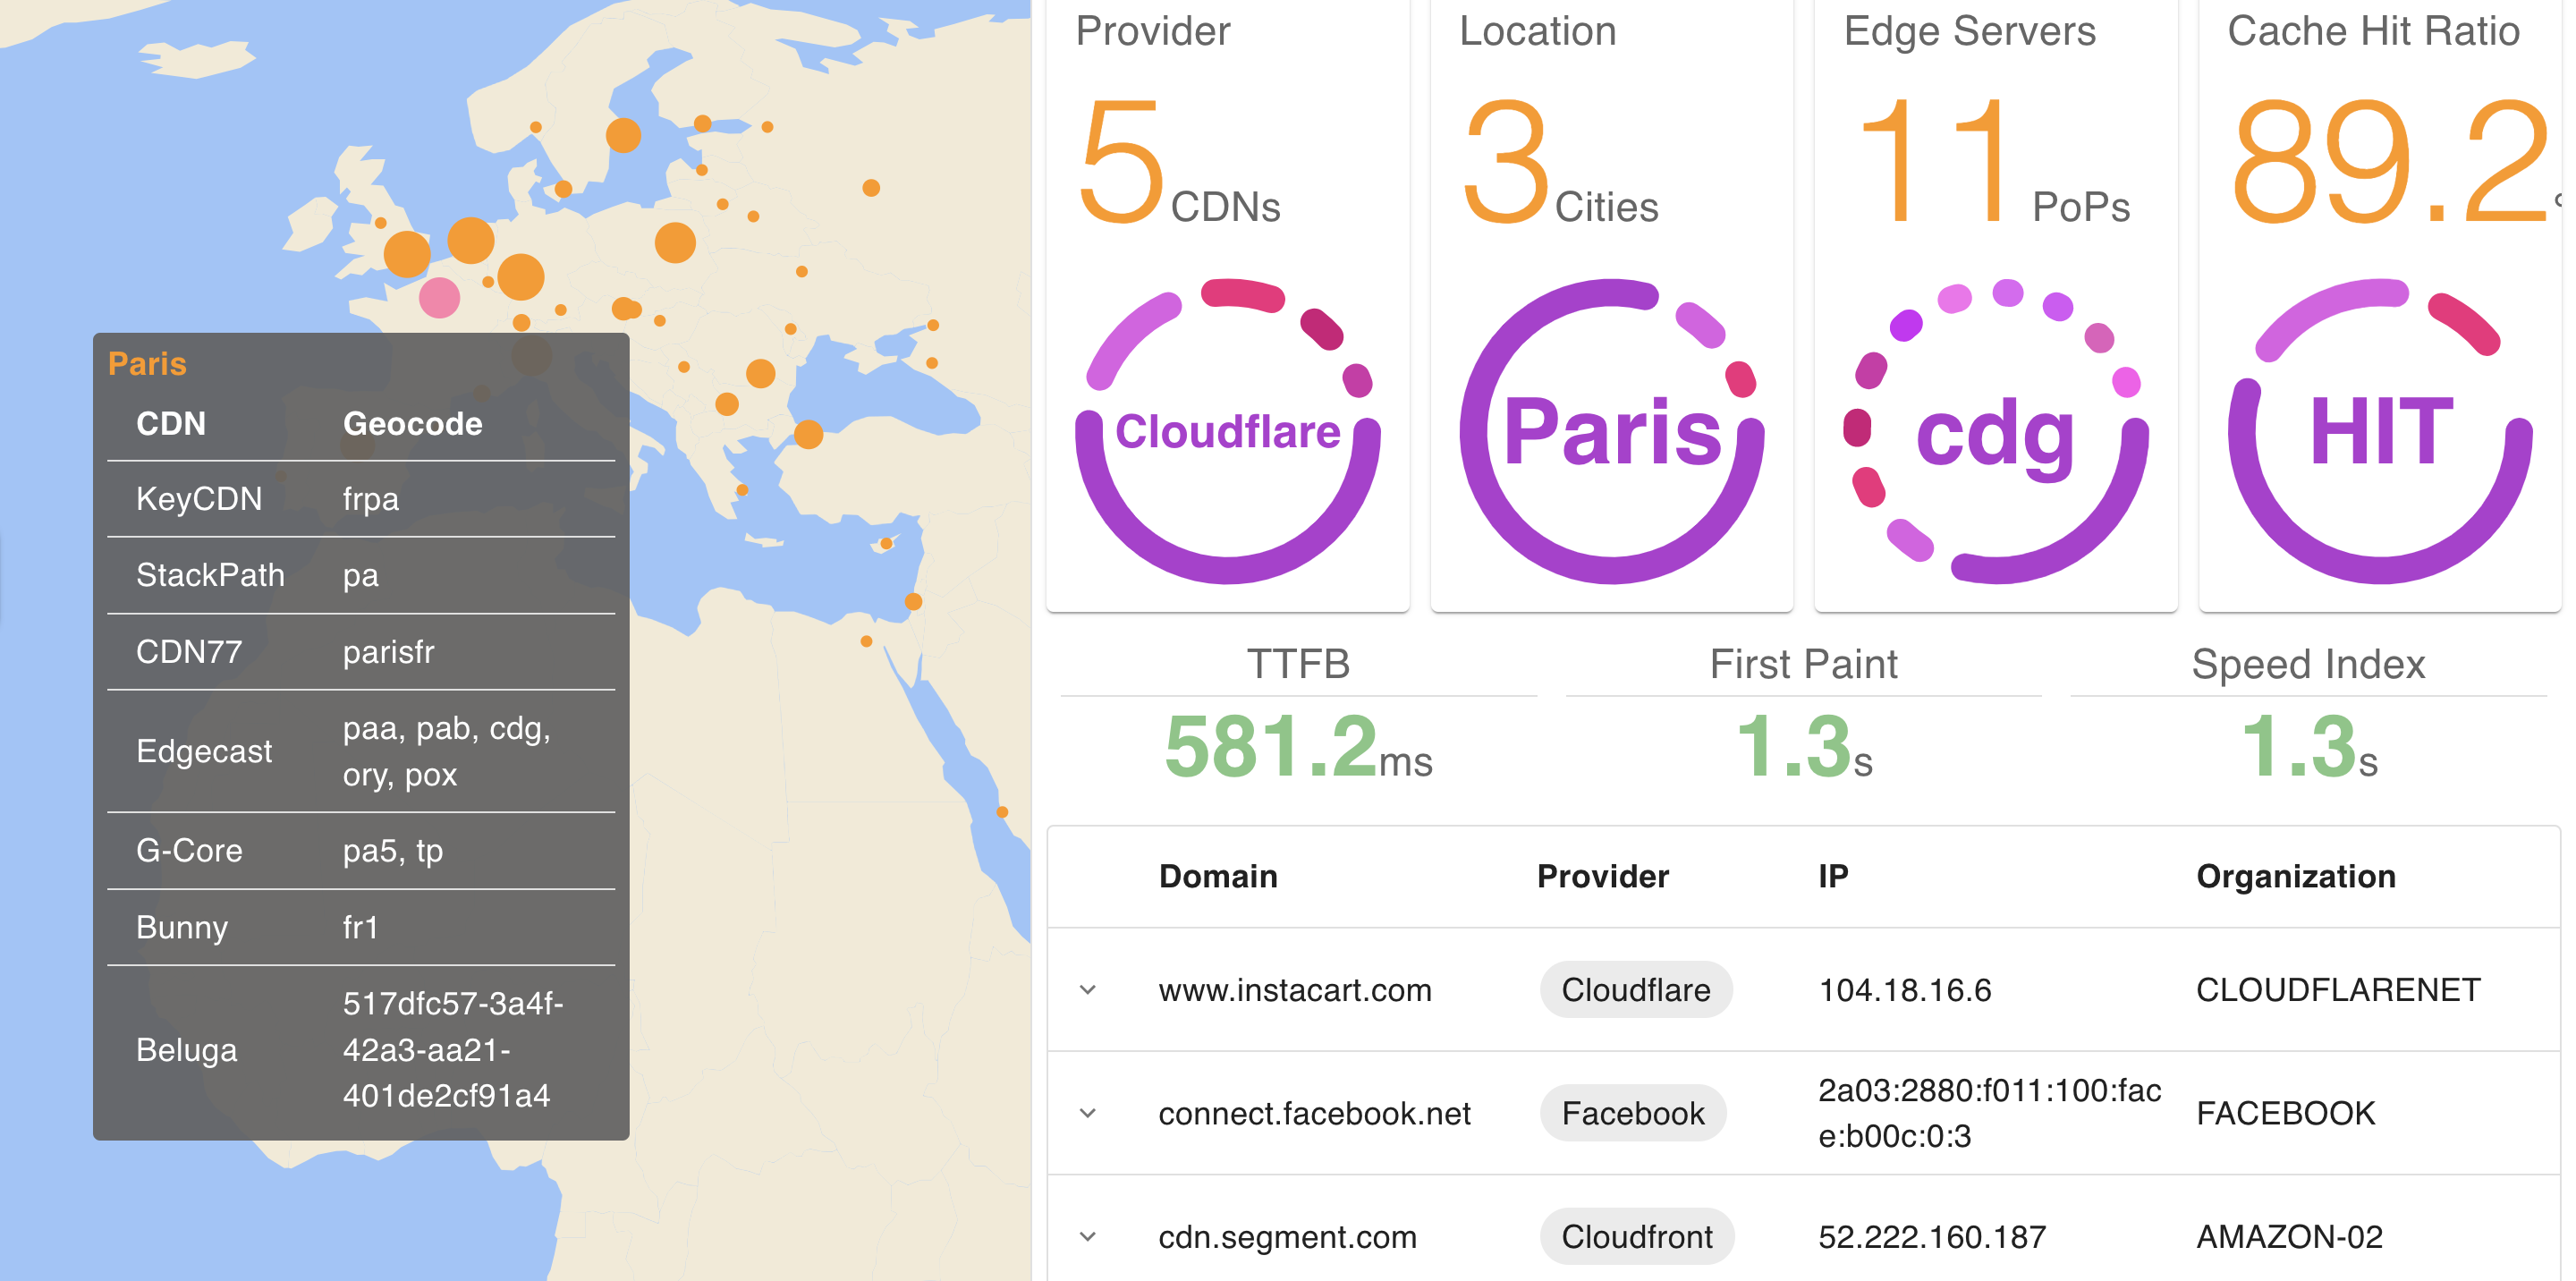 Paris
CDN Geocode
KeyCDN frpa
StackPath pa
CDN77 parisfr
Edgecast paa, pab, cdg,
ory, pox
G-Core pa5, tp
Bunny fr1
Beluga 517dfc57-3a4f-
42a3-aa21-
401de2cf91a4
Provider
5 CDNs
Cloudflare
Location
3 Cities
Paris
Edge Servers
11 PoPs
cdg
Cache Hit Ratio
89.2
HIT
TTFB
581.2ms
First Paint
1.3s
Speed Index
1.3s
Domain Provider IP Organization
www.instacart.com Cloudflare 104.18.16.6 CLOUDFLARENET
connect.facebook.net Facebook 2a03:2880:f011:100:fac
e:b00c:0:3 FACEBOOK
cdn.segment.com Cloudfront 52.222.160.187 AMAZON-02